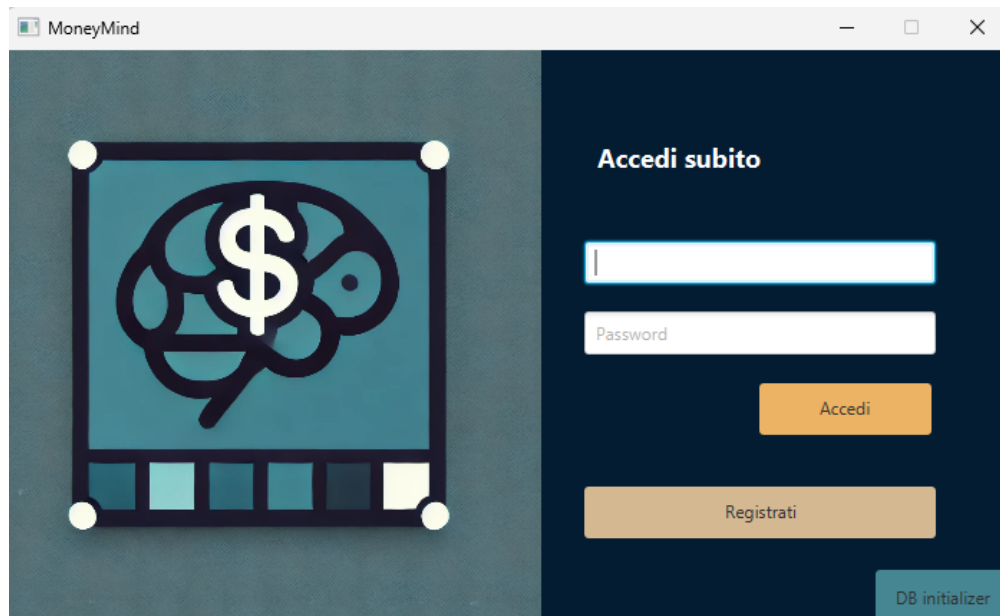 MoneyMind
Accedi subito
Password
Accedi
Registrati
DB initializer